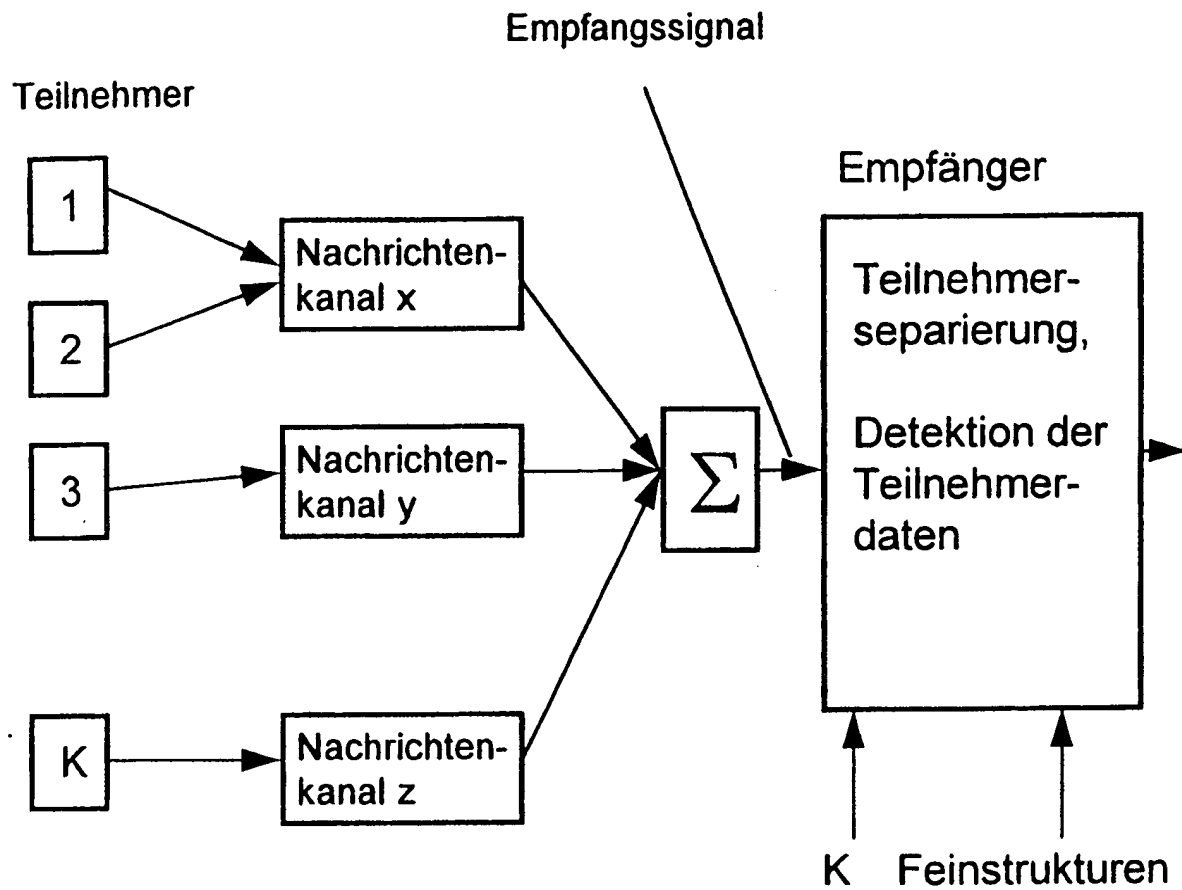 Empfangssignal
Teilnehmer
1
2
3
K
Nachrichten-
kanal x
Nachrichten-
kanal y
Nachrichten-
kanal z
Σ
Empfänger
Teilnehmer-
separierung,
Detektion der
Teilnehmer-
daten
K Feinstrukturen